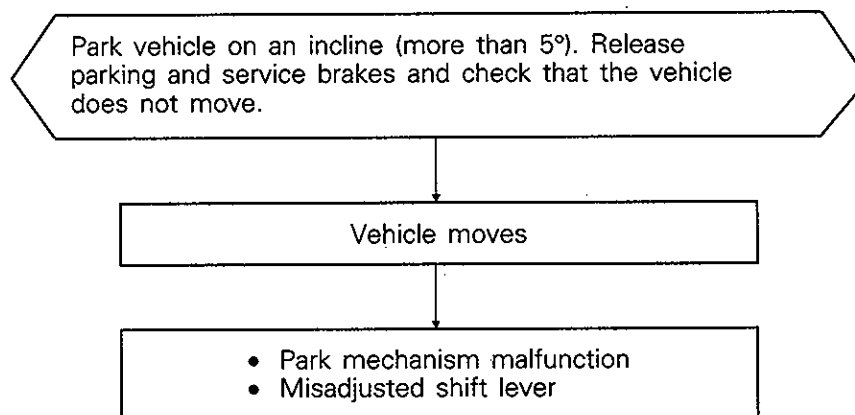 Park vehicle on an incline (more than 5°). Release
parking and service brakes and check that the vehicle
does not move.
Vehicle moves
• Park mechanism malfunction
• Misadjusted shift lever